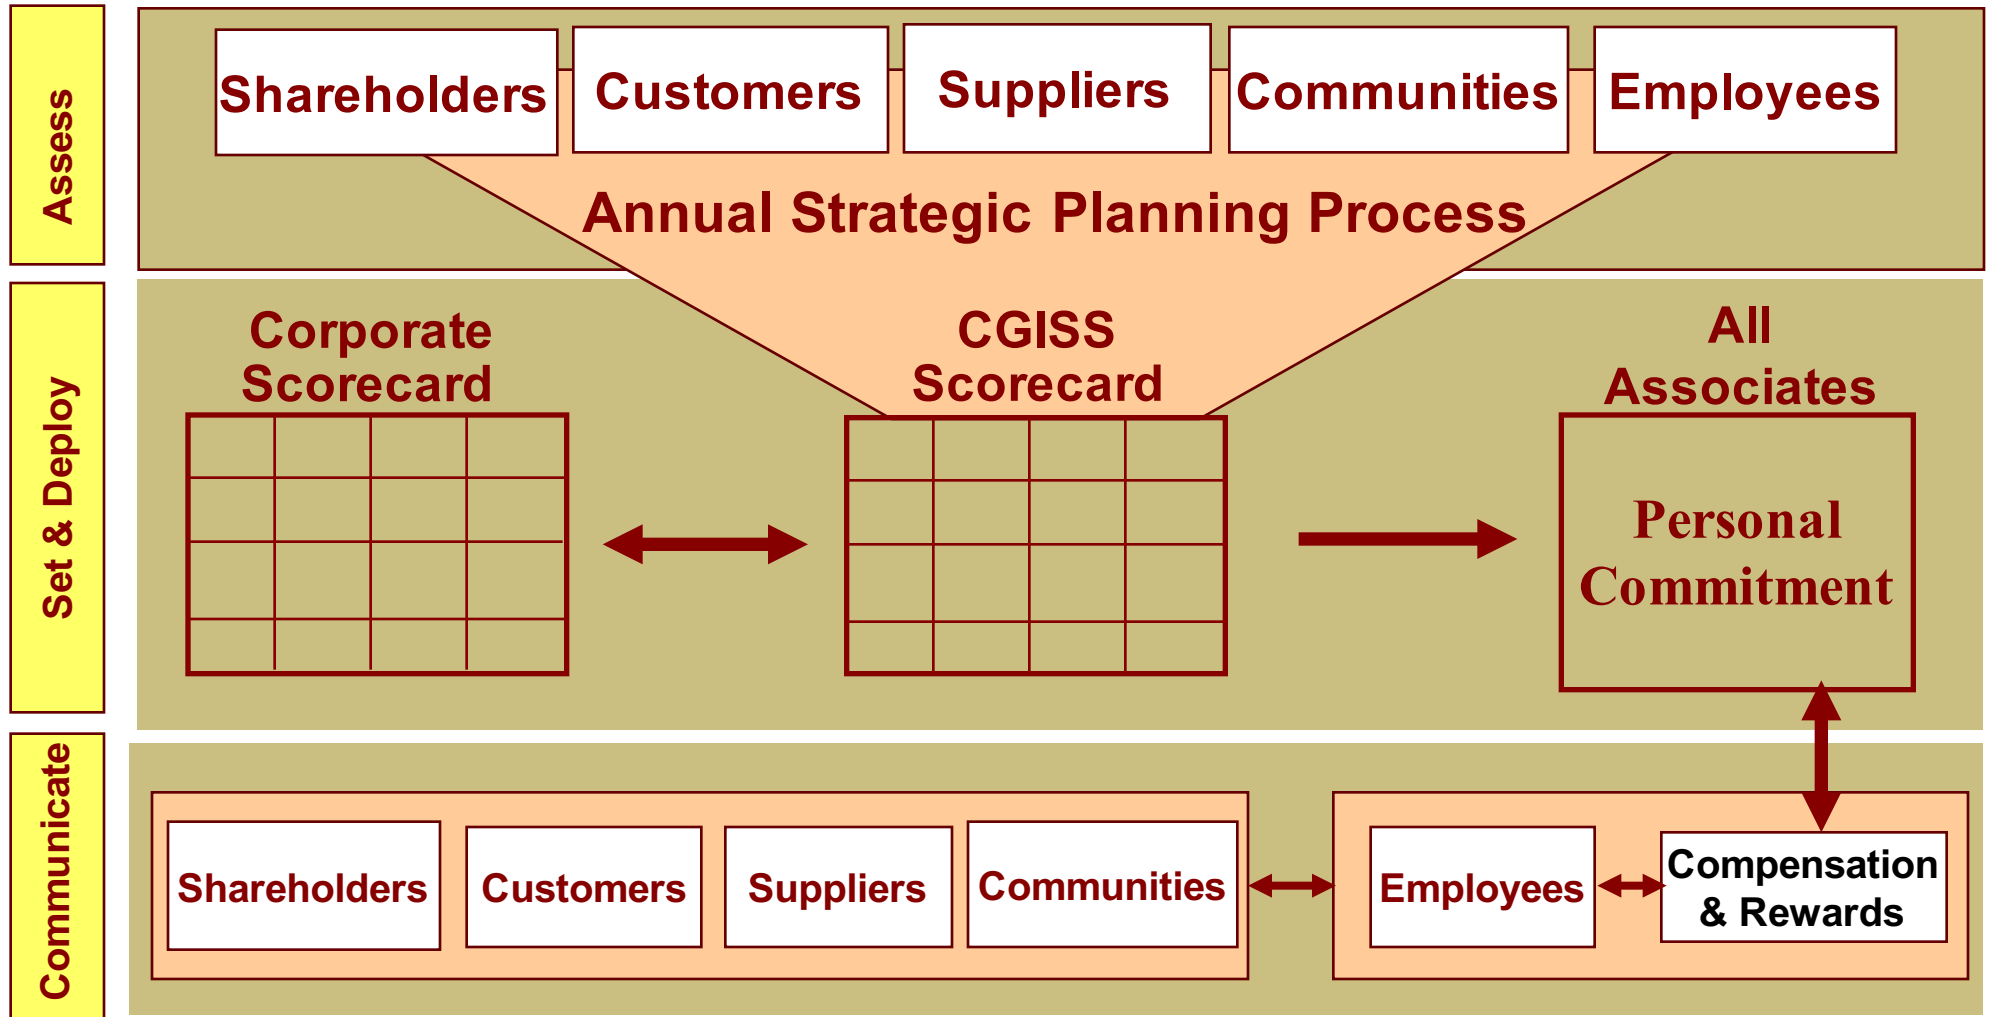 Assess
Shareholders
Customers
Suppliers
Communities
Employees
Annual Strategic Planning Process
Set & Deploy
Corporate
Scorecard
CGISS
Scorecard
All
Associates
Personal
Commitment
Communicate
Shareholders
Customers
Suppliers
Communities
Employees
Compensation
& Rewards